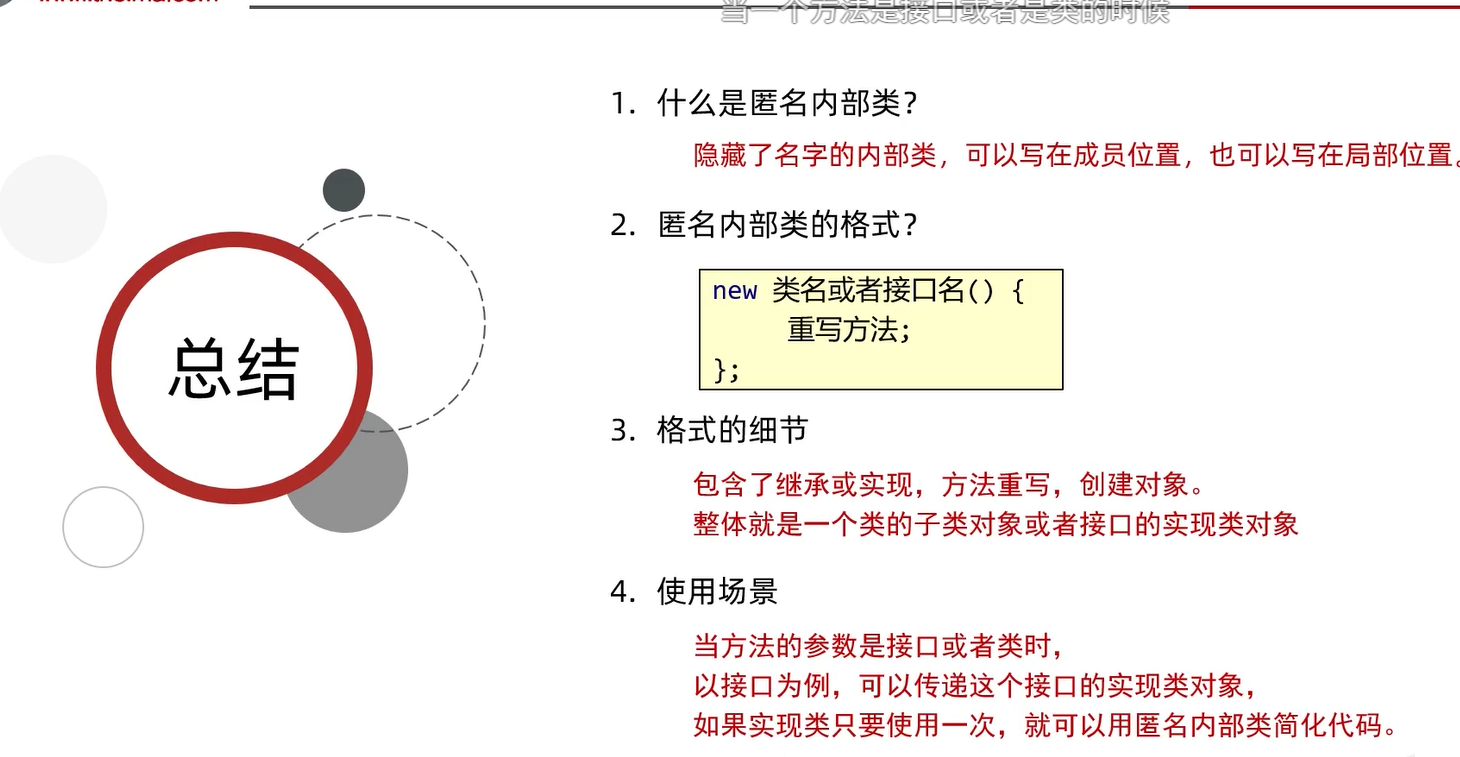 当一个方法是接口或者是类的时候
1. 什么是匿名内部类?
隐藏了名字的内部类，可以写在成员位置，也可以写在局部位置。
2. 匿名内部类的格式?
new 类名或者接口名() {
重写方法;
};
3. 格式的细节
包含了继承或实现，方法重写，创建对象。
整体就是一个类的子类对象或者接口的实现类对象
4. 使用场景
当方法的参数是接口或者类时，
以接口为例，可以传递这个接口的实现类对象，
如果实现类只要使用一次，就可以用匿名内部类简化代码。
总结